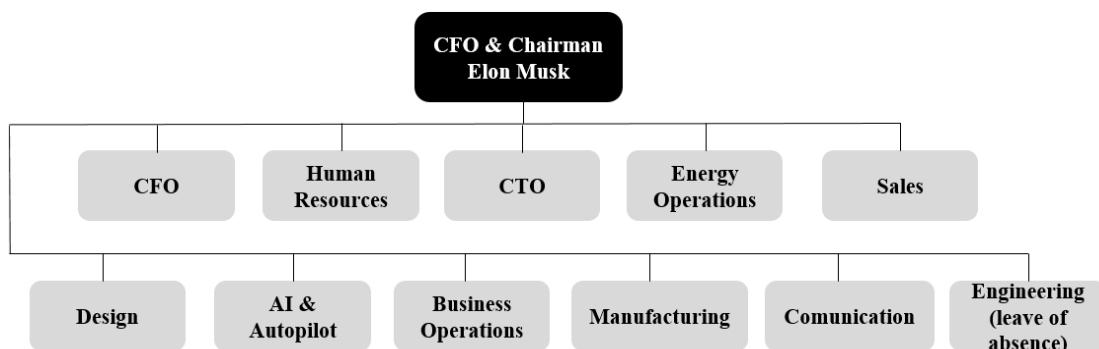 CFO & Chairman
Elon Musk
CFO
Human
Resources
CTO
Energy
Operations
Sales
Design
AI &
Autopilot
Business
Operations
Manufacturing
Comunication
Engineering
(leave of
absence)